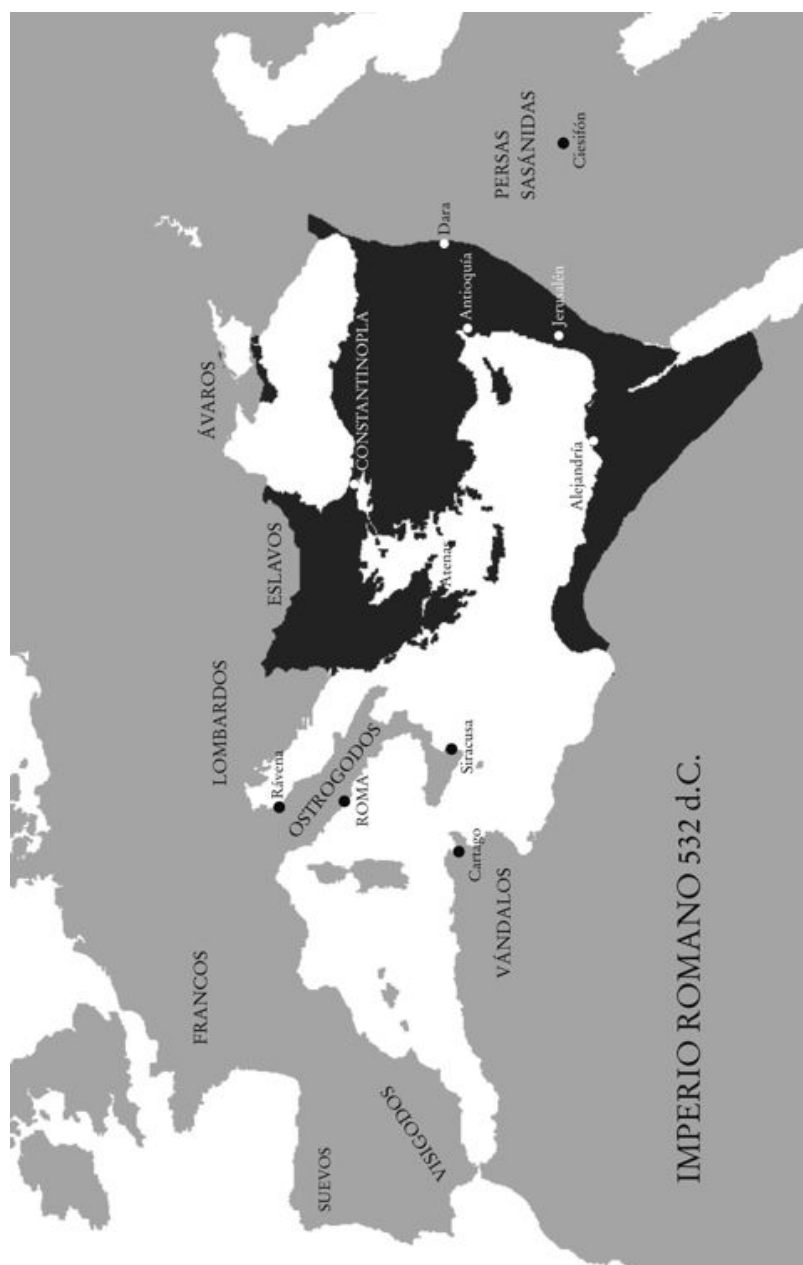 FRANCOS
SUEVOS
VISIGODOS
LOMBARDOS
Rávena
OSTROGODOS
ROMA
Siracusa
Cartago
VÁNDALOS
ÁVAROS
ESLAVOS
CONSTANTINOPLA
Atenas
Alejandría
Antioquía
Dara
Jerusalén
PERSAS
SASÁNIDAS
Ctesifón
IMPERIO ROMANO 532 d.C.